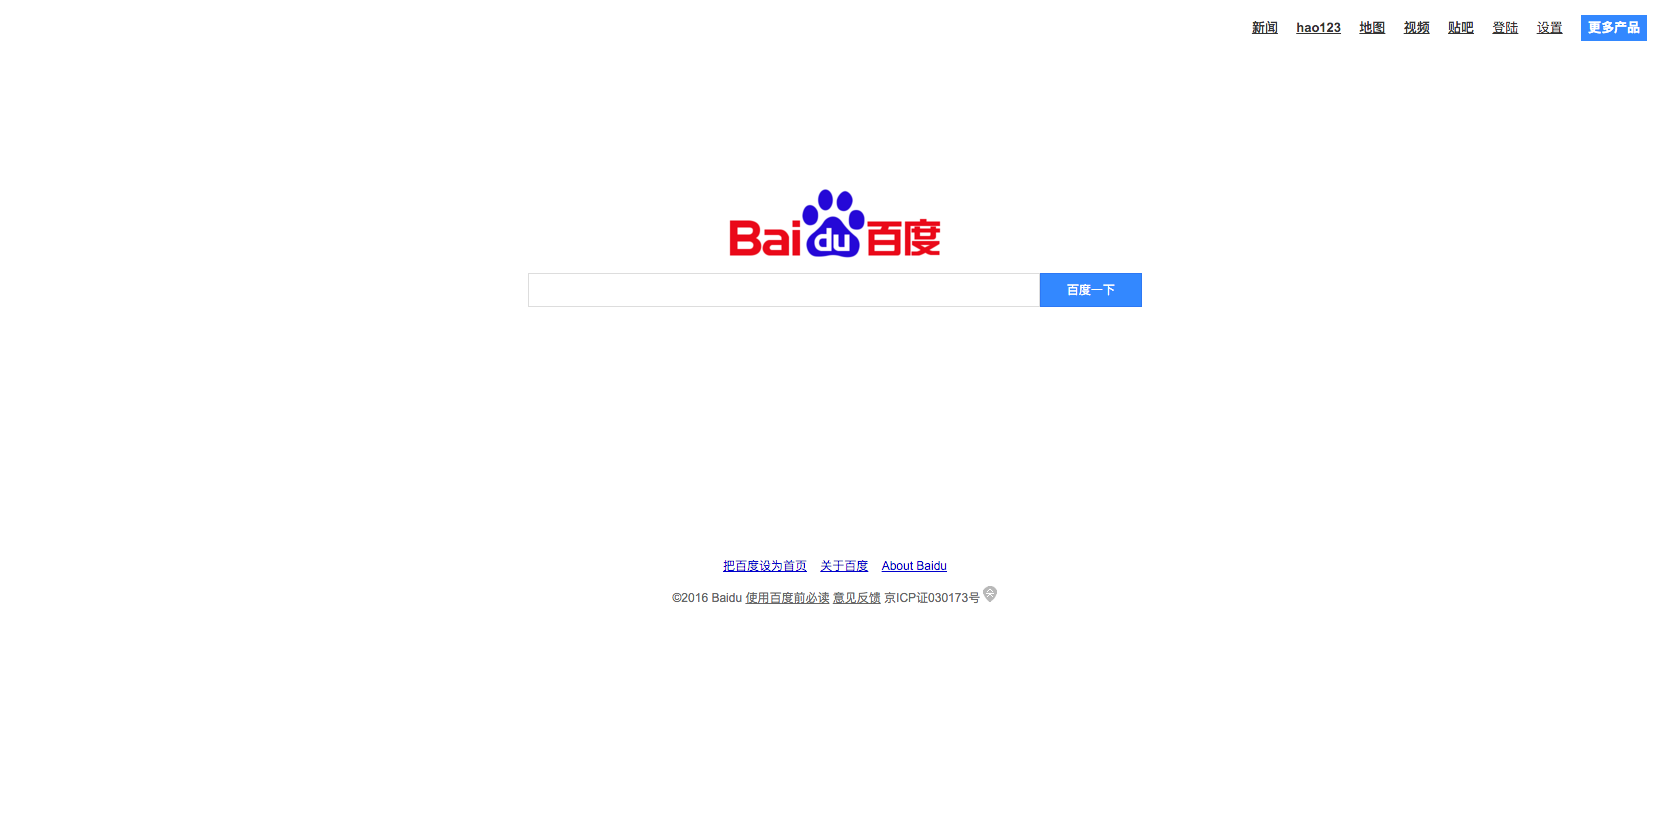 新闻 hao123 地图 视频 贴吧 登陆 设置 更多产品
Bai du 百度
百度一下
把百度设为首页 关于百度 About Baidu
©2016 Baidu 使用百度前必读 意见反馈 京ICP证030173号